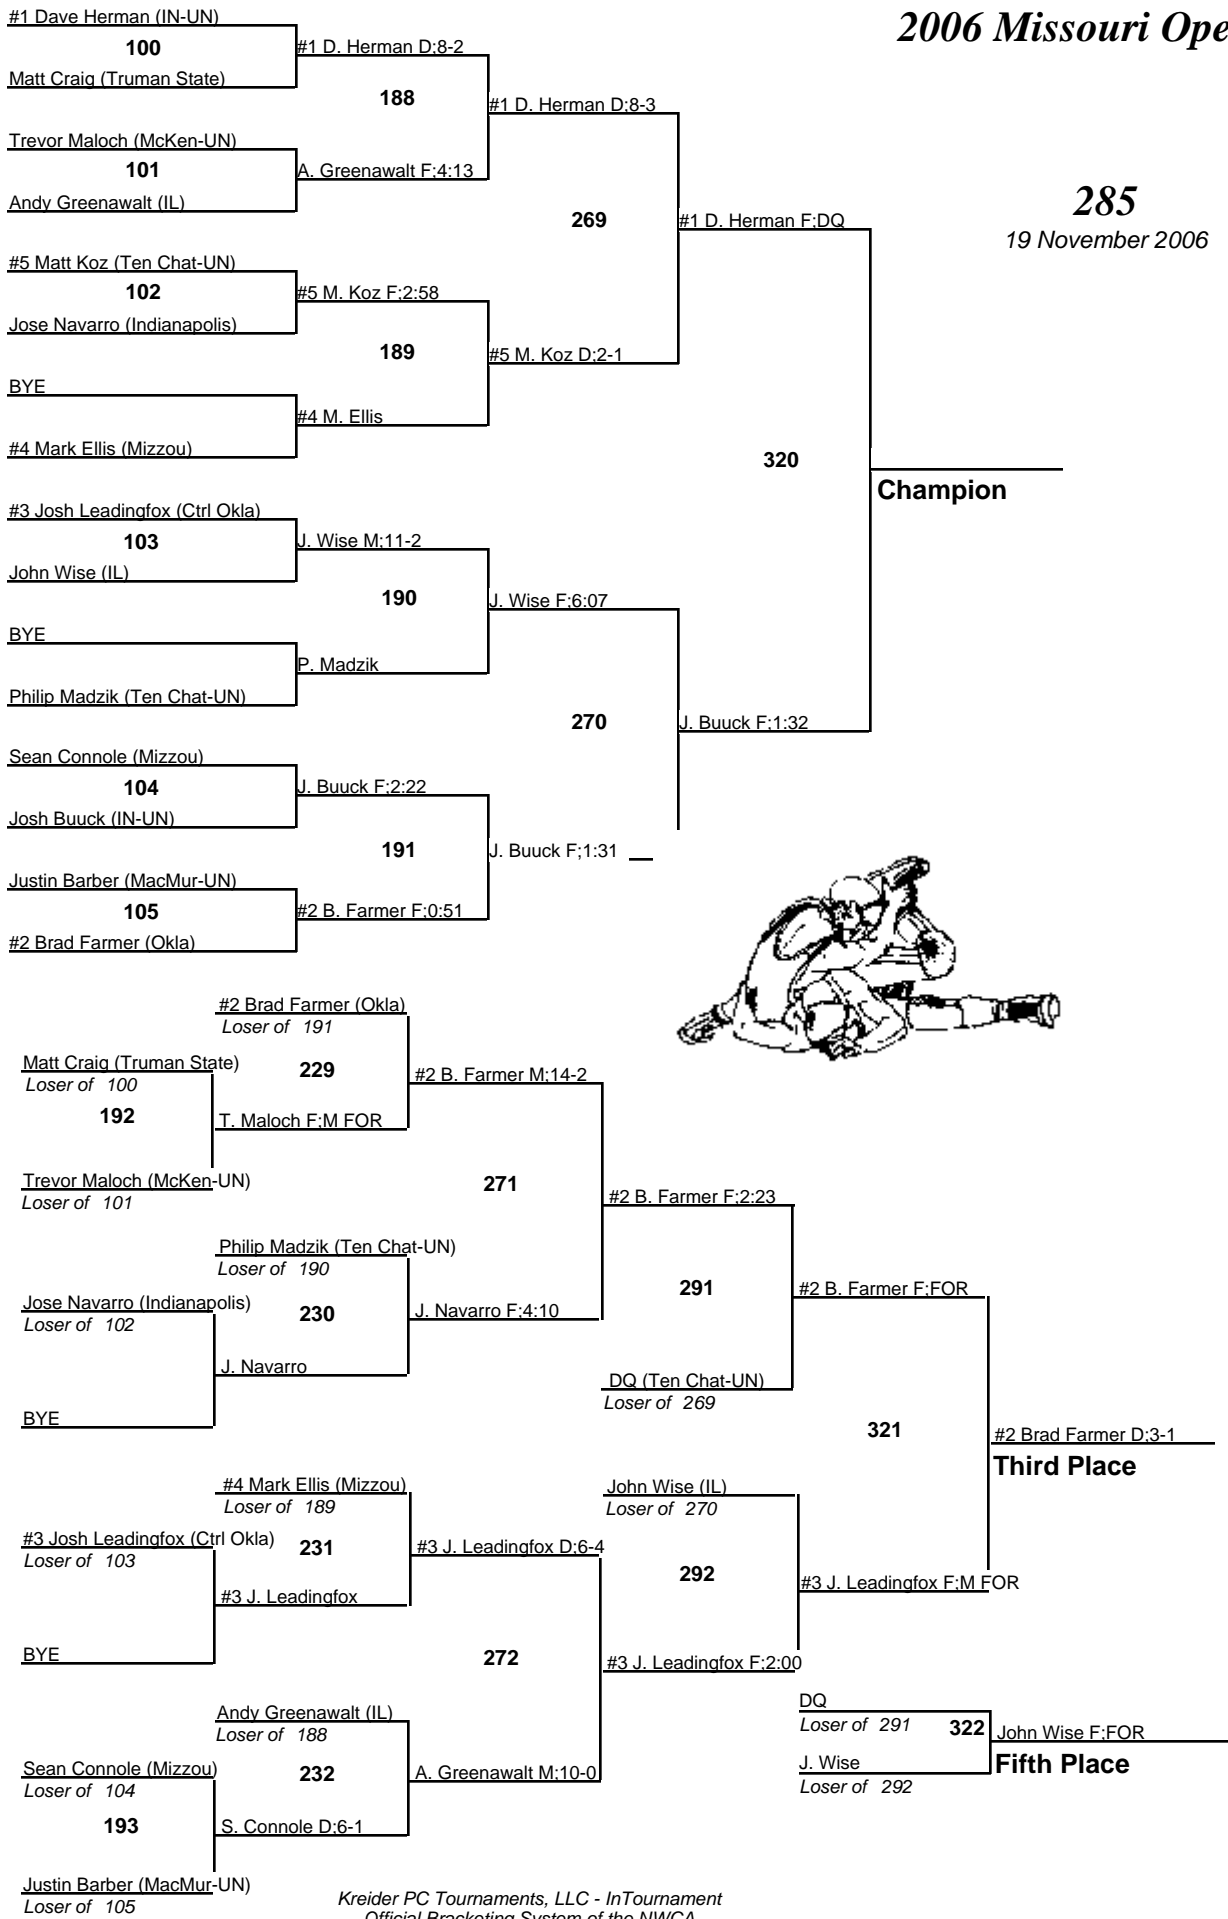 2006 Missouri Ope
285
19 November 2006
#1 Dave Herman (IN-UN)
100
Matt Craig (Truman State)
#1 D. Herman D;8-2
188
Trevor Maloch (McKen-UN)
101
Andy Greenawalt (IL)
A. Greenawalt F;4:13
#1 D. Herman D;8-3
269
#5 Matt Koz (Ten Chat-UN)
102
Jose Navarro (Indianapolis)
#5 M. Koz F;2:58
189
BYE
#4 Mark Ellis (Mizzou)
#4 M. Ellis
#5 M. Koz D;2-1
#1 D. Herman F;DQ
320
Champion
#3 Josh Leadingfox (Ctrl Okla)
103
John Wise (IL)
J. Wise M;11-2
190
BYE
Philip Madzik (Ten Chat-UN)
P. Madzik
J. Wise F;6:07
270
Sean Connole (Mizzou)
104
Josh Buuck (IN-UN)
J. Buuck F;2:22
191
Justin Barber (MacMur-UN)
105
#2 Brad Farmer (Okla)
#2 B. Farmer F;0:51
J. Buuck F;1:31
J. Buuck F;1:32
#2 Brad Farmer (Okla)
Loser of 191
Matt Craig (Truman State)
Loser of 100
192
Trevor Maloch (McKen-UN)
Loser of 101
229
T. Maloch F;M FOR
#2 B. Farmer M;14-2
271
Philip Madzik (Ten Chat-UN)
Loser of 190
Jose Navarro (Indianapolis)
Loser of 102
230
J. Navarro
BYE
J. Navarro F;4:10
#2 B. Farmer F;2:23
291
DQ (Ten Chat-UN)
Loser of 269
#2 B. Farmer F;FOR
321
#2 Brad Farmer D;3-1
Third Place
#4 Mark Ellis (Mizzou)
Loser of 189
#3 Josh Leadingfox (Ctrl Okla)
Loser of 103
231
#3 J. Leadingfox
BYE
#3 J. Leadingfox D;6-4
272
John Wise (IL)
Loser of 270
292
#3 J. Leadingfox F;M FOR
#3 J. Leadingfox F;2:00
Andy Greenawalt (IL)
Loser of 188
Sean Connole (Mizzou)
Loser of 104
232
193
S. Connole D;6-1
Justin Barber (MacMur-UN)
Loser of 105
A. Greenawalt M;10-0
DQ
Loser of 291
322
J. Wise
Loser of 292
John Wise F;FOR
Fifth Place
Kreider PC Tournaments, LLC - InTournament
Official Bracketing System of the NWCA